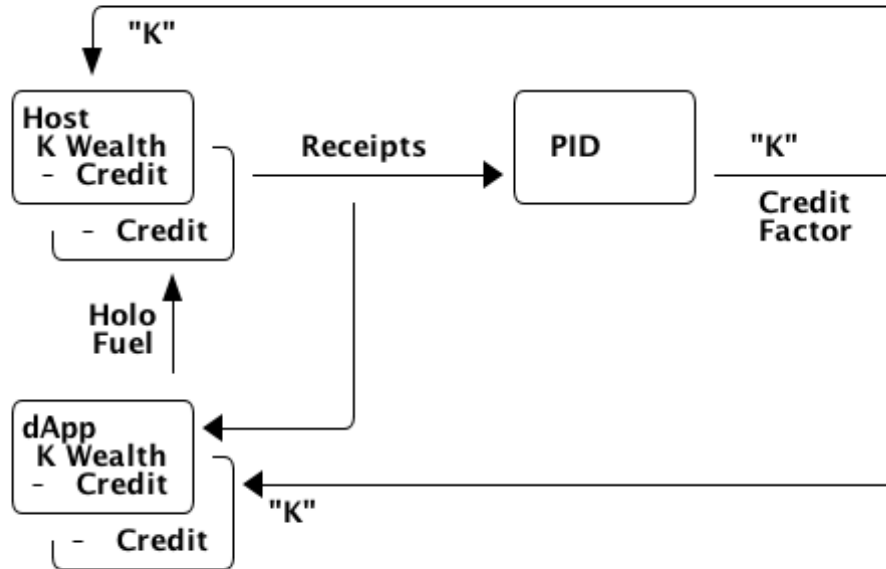 "K"
Host
K Wealth
- Credit
- Credit
Receipts
PID
"K"
Credit
Factor
Holo
Fuel
dApp
K Wealth
- Credit
- Credit
"K"